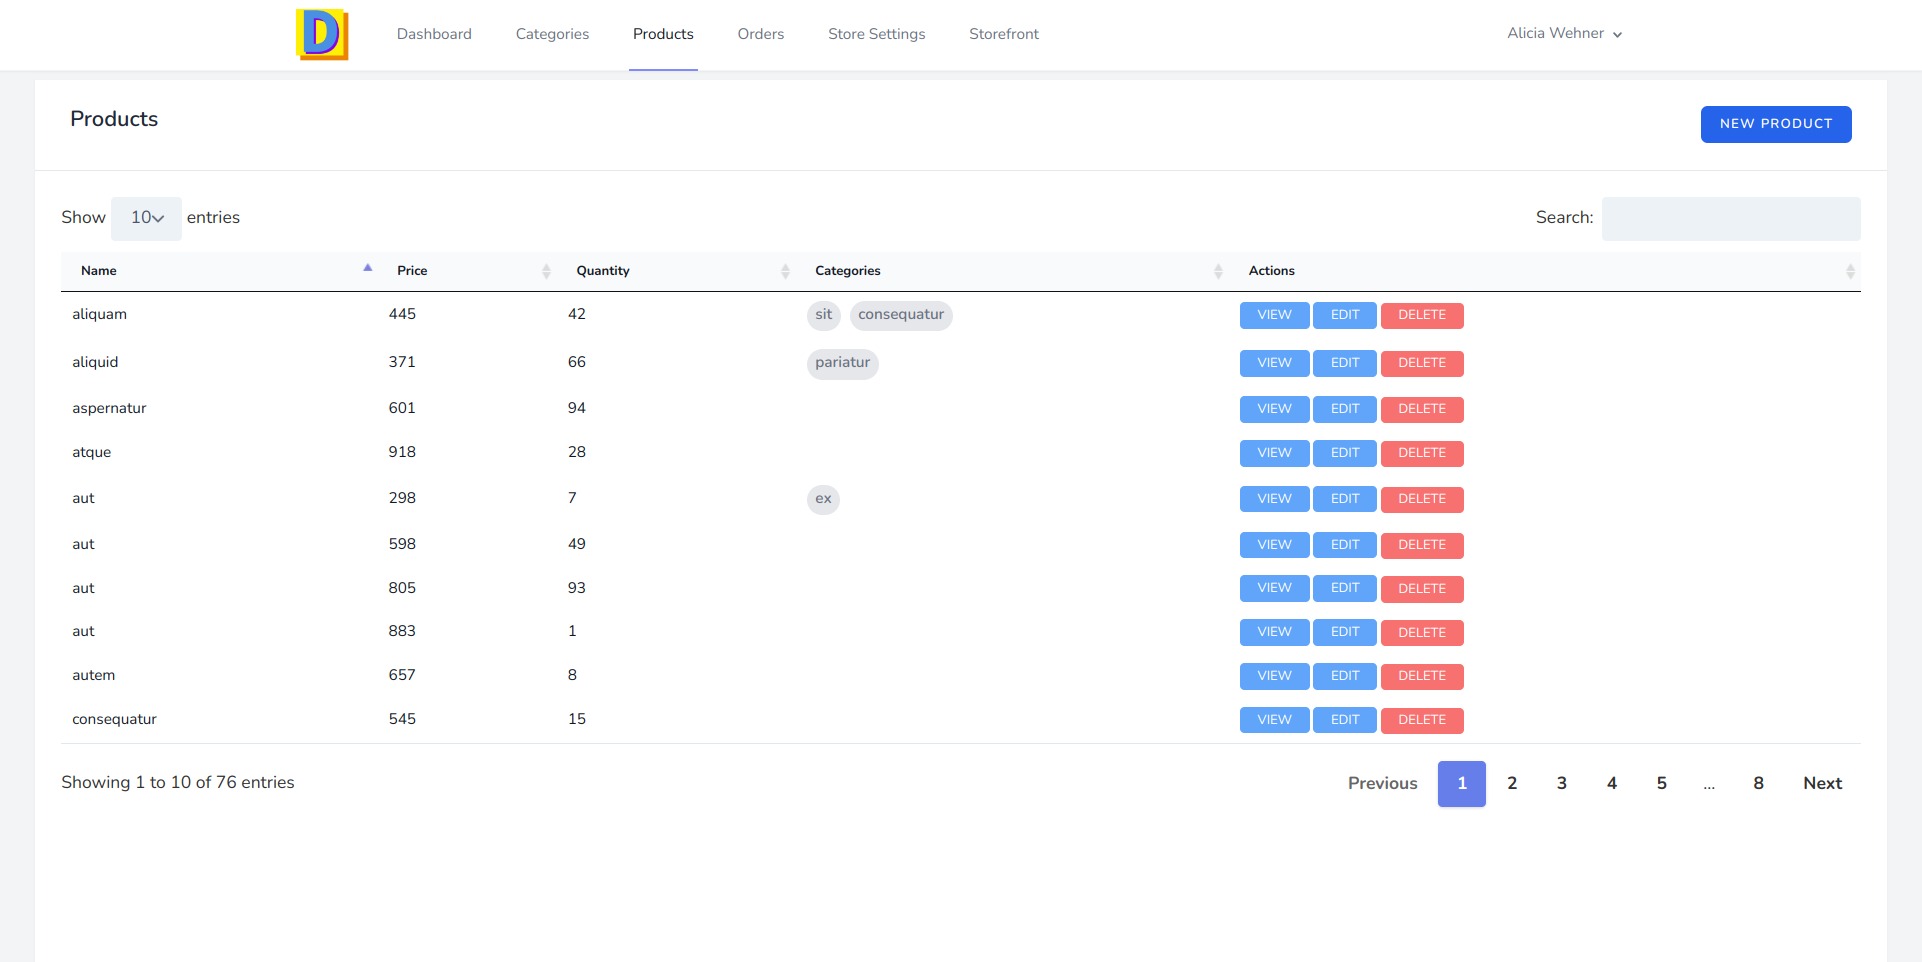 D Dashboard Categories Products Orders Store Settings Storefront Alicia Wehner
Products NEW PRODUCT
Show 10 entries Search:
Name Price Quantity Categories Actions
aliquam 445 42 sit consequatur VIEW EDIT DELETE
aliquid 371 66 pariatur VIEW EDIT DELETE
aspernatur 601 94 VIEW EDIT DELETE
atque 918 28 VIEW EDIT DELETE
aut 298 7 ex VIEW EDIT DELETE
aut 598 49 VIEW EDIT DELETE
aut 805 93 VIEW EDIT DELETE
aut 883 1 VIEW EDIT DELETE
autem 657 8 VIEW EDIT DELETE
consequatur 545 15 VIEW EDIT DELETE
Showing 1 to 10 of 76 entries Previous 1 2 3 4 5 ... 8 Next